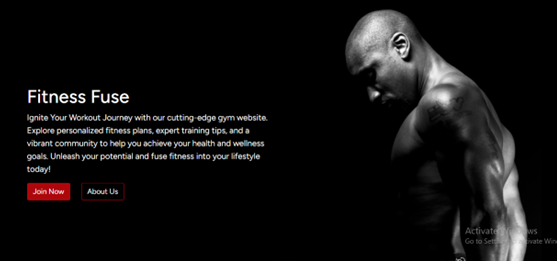 Fitness Fuse
Ignite Your Workout Journey with our cutting-edge gym website.
Explore personalized fitness plans, expert training tips, and a
vibrant community to help you achieve your health and wellness
goals. Unleash your potential and fuse fitness into your lifestyle
today!
Join Now
About Us
Activate Windows
Go to Settings to activate Win